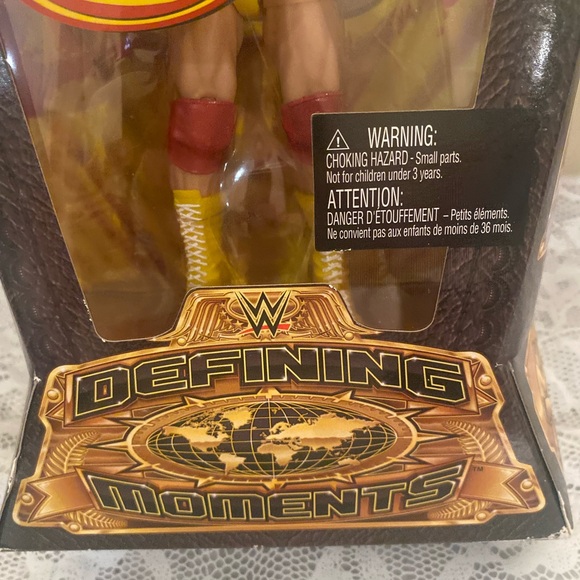 WARNING:
CHOKING HAZARD - Small parts.
Not for children under 3 years.
ATTENTION:
DANGER D'ÉTOUFFEMENT – Petits éléments.
Ne convient pas aux enfants de moins de 36 mois.
W
DEFINING
MOMENTS™